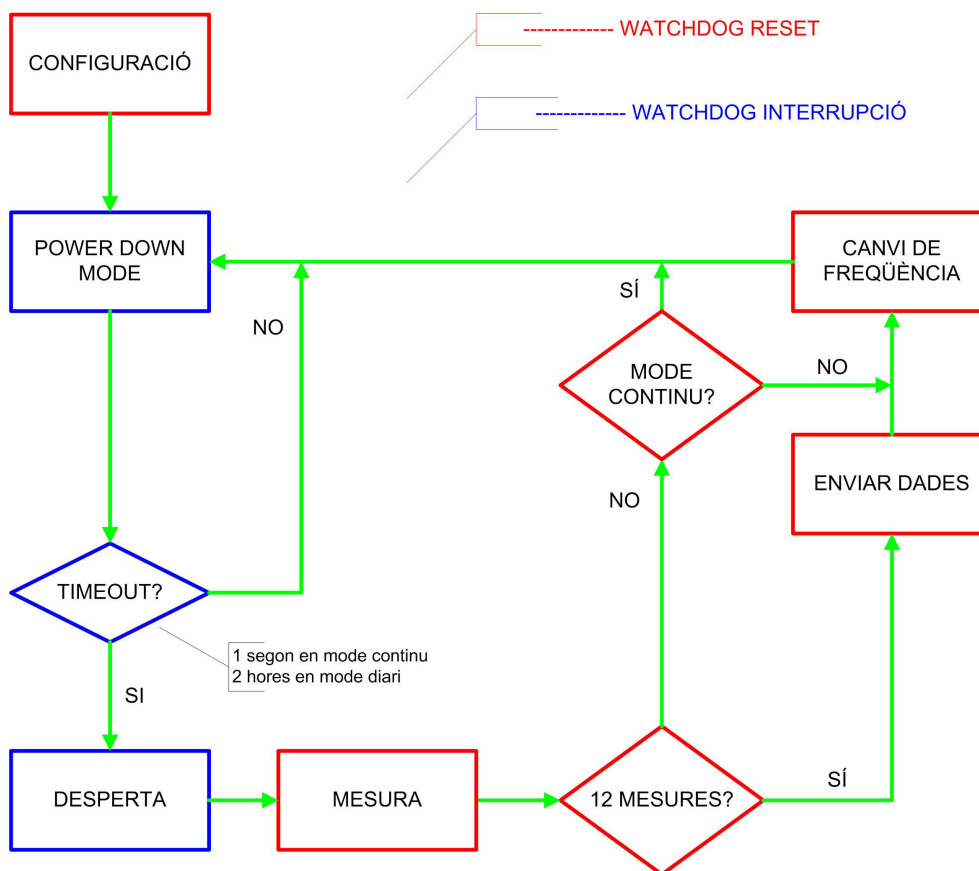 CONFIGURACIÓ
------------- WATCHDOG RESET
------------- WATCHDOG INTERRUPCIÓ
POWER DOWN
MODE
CANVI DE
FREQÜÈNCIA
SÍ
NO
MODE
CONTINU?
NO
ENVIAR DADES
NO
TIMEOUT?
1 segon en mode continu
2 hores en mode diari
SI
DESPERTA
MESURA
12 MESURES?
SÍ